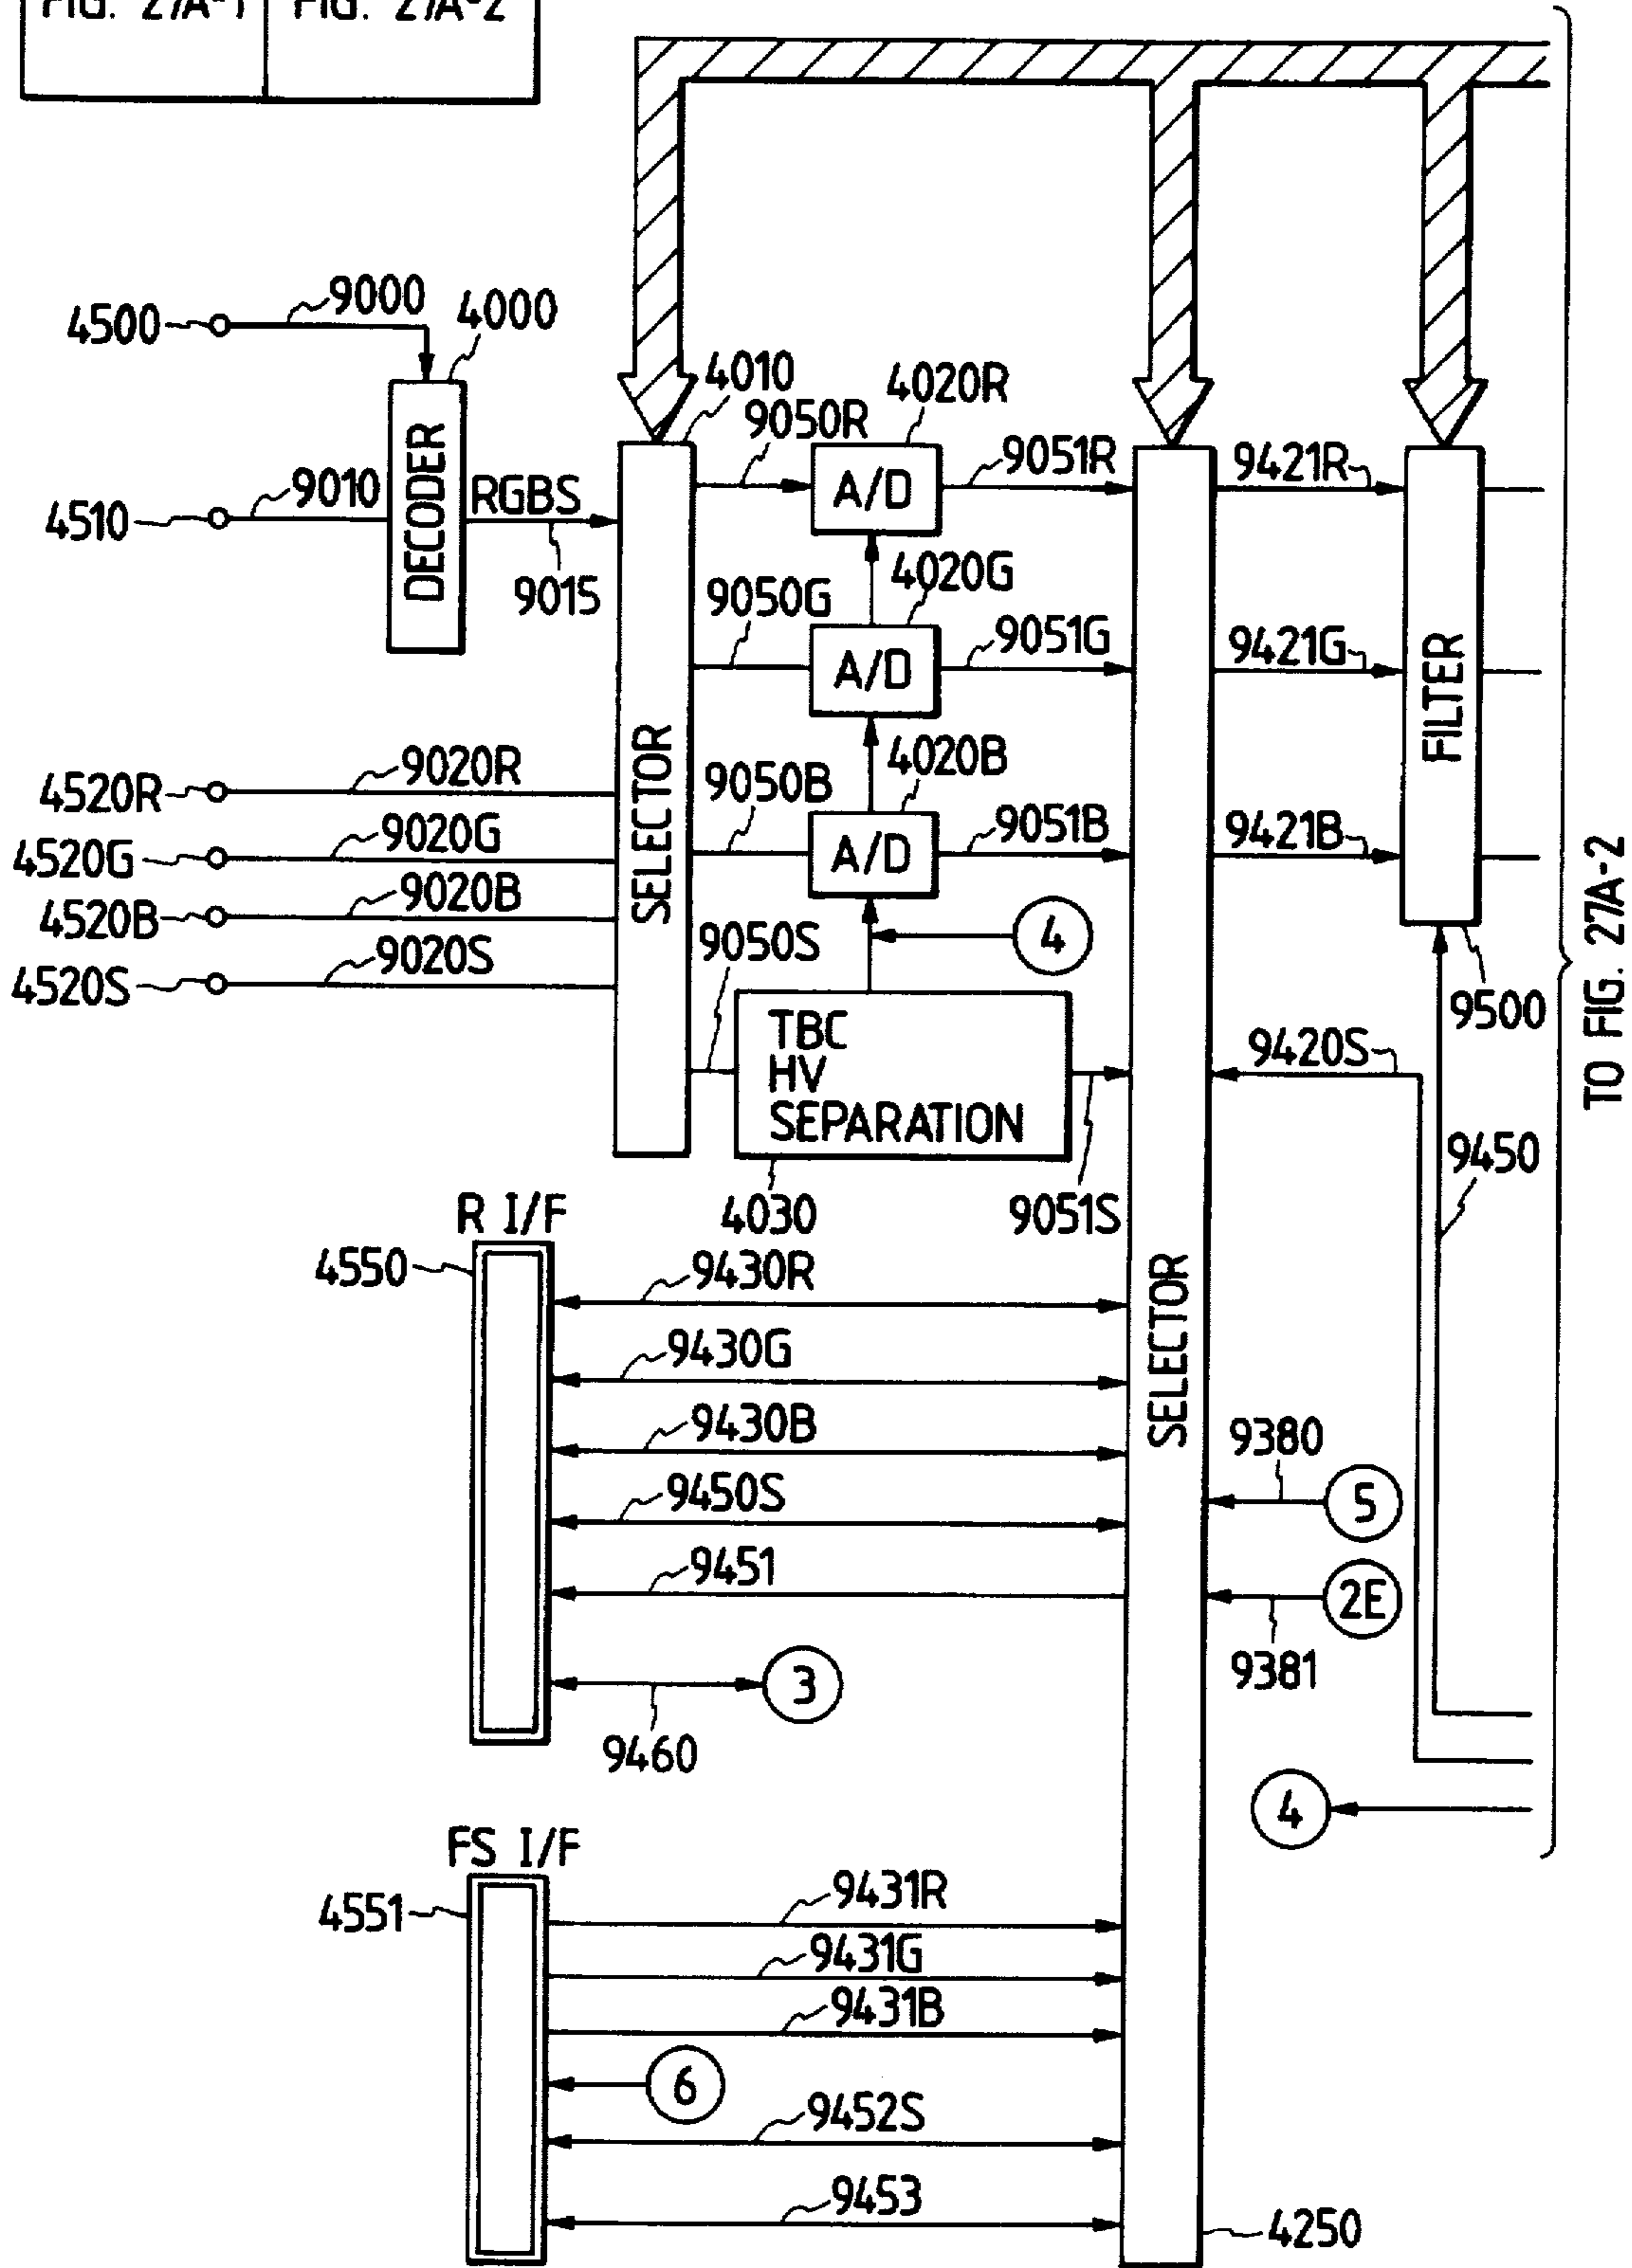 FIG. 27A-1 FIG. 27A-2
9000
4500
4000
4010
4020R
9050R
9051R
9421R
A/D
9010
4510
DECODER
RGBS
9015
4020G
9050G
9051G
9421G
A/D
FILTER
4520R
9020R
SELECTOR
9050B
4020B
9051B
9421B
A/D
4520G
9020G
4520B
9020B
4520S
9020S
9050S
4
9500
TO FIG. 27A-2
TBC
HV
SEPARATION
9420S
9450
4030
9051S
R I/F
4550
9430R
SELECTOR
9430G
9430B
9380
9450S
5
9451
2E
9381
3
9460
4
FS I/F
4551
9431R
9431G
9431B
6
9452S
9453
4250